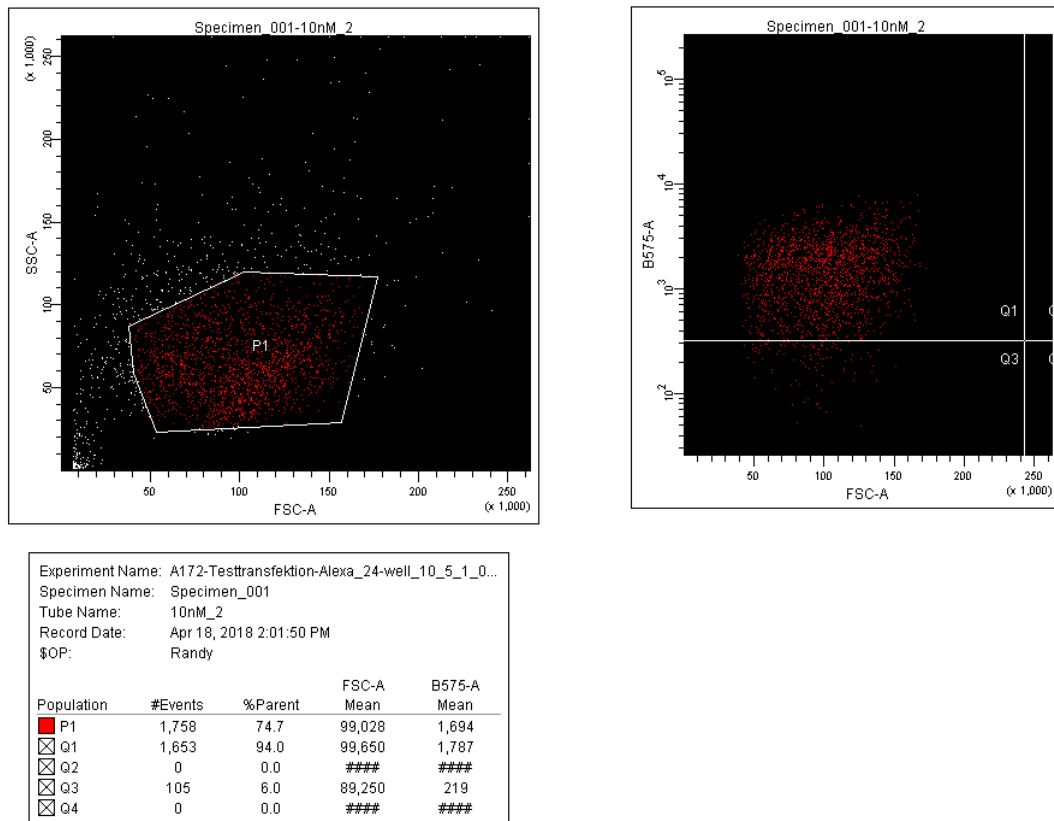 Specimen_001-10nM_2
(x 1,000)
250
200
150
100
50
SSC-A
P1
50 100 150 200 250
(x 1,000)
FSC-A
Specimen_001-10nM_2
10^5
10^4
10^3
10^2
B575-A
Q1
Q3
50 100 150 200 250
(x 1,000)
FSC-A
Experiment Name: A172-Testtransfektion-Alexa_24-well_10_5_1_0...
Specimen Name: Specimen_001
Tube Name: 10nM_2
Record Date: Apr 18, 2018 2:01:50 PM
$OP: Randy
FSC-A B575-A
Population #Events %Parent Mean Mean
P1 1,758 74.7 99,028 1,694
Q1 1,653 94.0 99,650 1,787
Q2 0 0.0 #### ####
Q3 105 6.0 89,250 219
Q4 0 0.0 #### ####